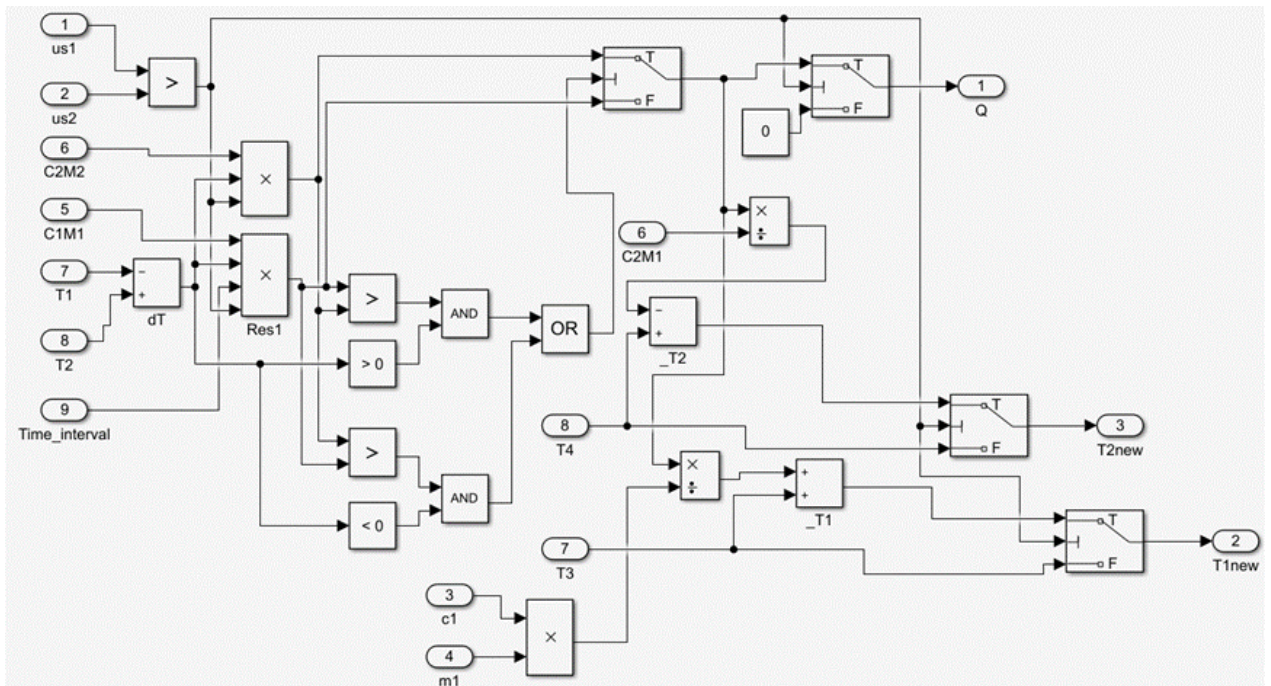 1
us1
2
us2
>
6
C2M2
×
5
C1M1
×
Res1
7
T1
-
+
dT
8
T2
9
Time_interval
>
AND
> 0
OR
>
AND
< 0
T
F
0
T
F
1
Q
6
C2M1
×
÷
-
+
_T2
8
T4
T
F
3
T2new
×
÷
+
+
_T1
7
T3
T
F
2
T1new
3
c1
4
m1
×